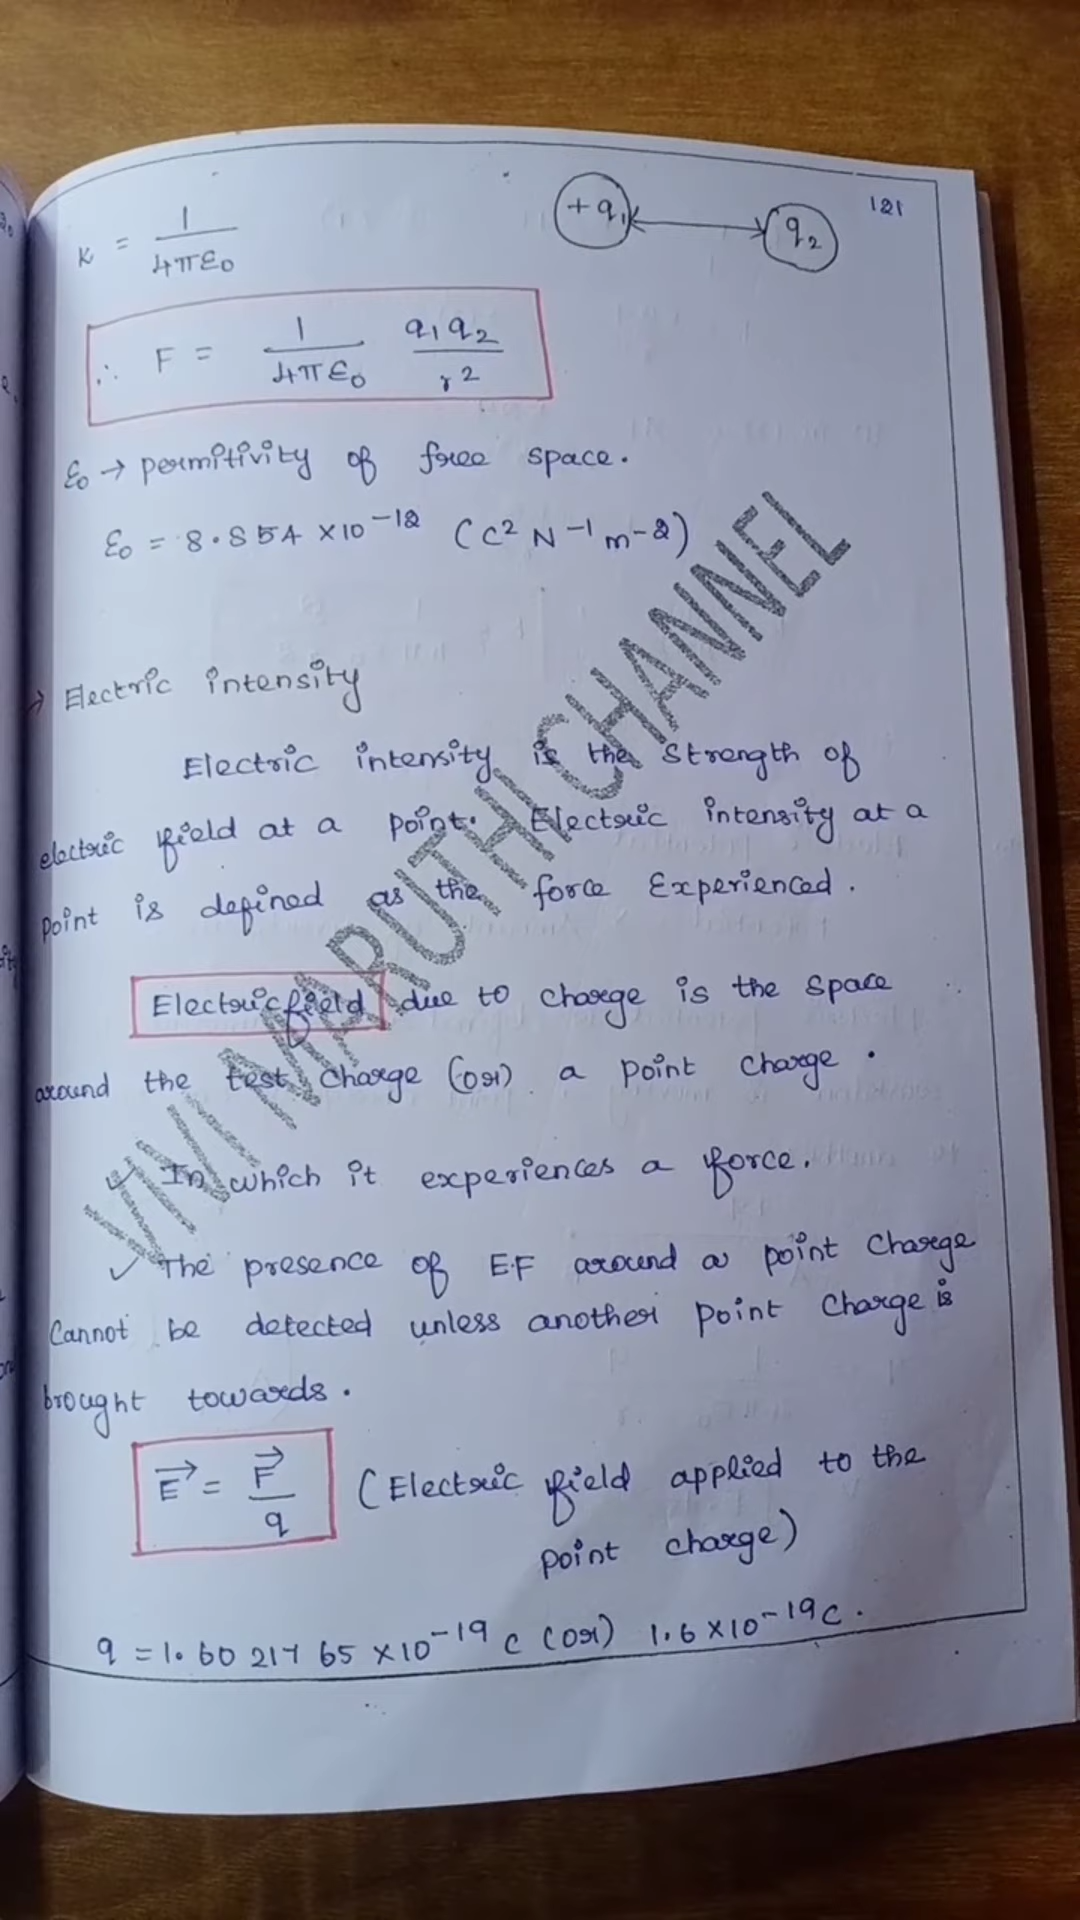 121
K = 1/4πε₀
+q₁ q₂
∴ F = 1/4πε₀ q₁q₂/r²
ε₀ → permitivity of free space.
ε₀ = 8.854 ×10⁻¹² (C² N⁻¹ m⁻²)
→ Electric intensity
Electric intensity is the strength of
electric field at a point. Electric intensity at a
point is defined as the force Experienced.
Electric field due to charge is the space
around the test charge (or) a point charge.
✓ In which it experiences a force.
✓ The presence of E.F around a point charge
Cannot be detected unless another point charge is
brought towards.
E⃗ = F⃗/q (Electric field applied to the
point charge)
q = 1.60 217 65 ×10⁻¹⁹ C (or) 1.6 ×10⁻¹⁹ C.
VIVI MARUTHI CHANNEL